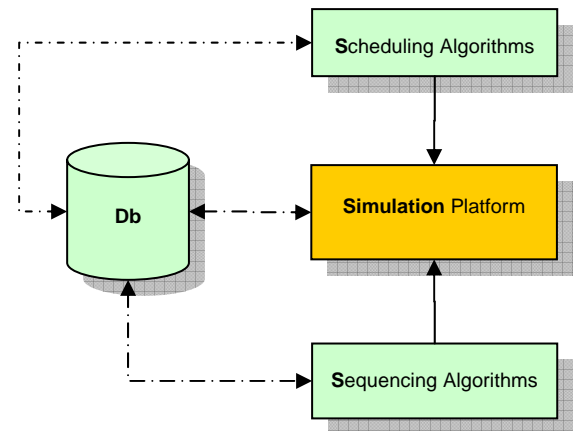 Scheduling Algorithms
Db
Simulation Platform
Sequencing Algorithms